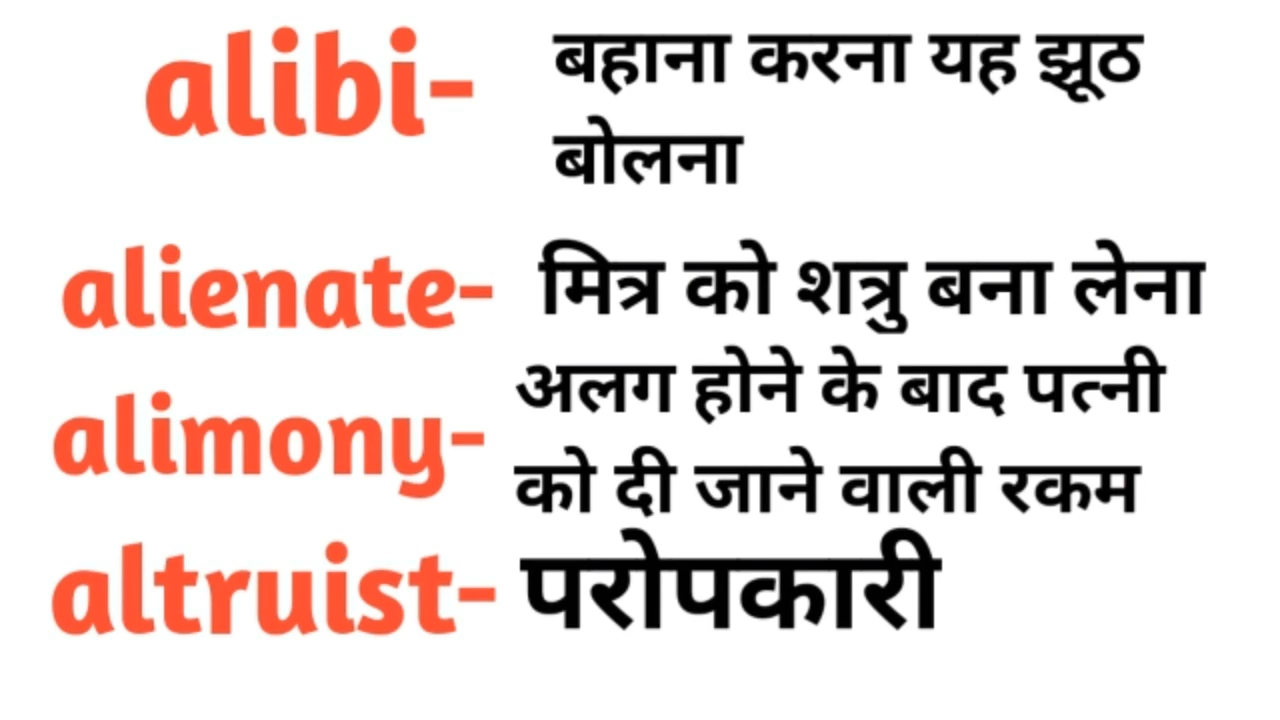 alibi- बहाना करना यह झूठ
बोलना
alienate- मित्र को शत्रु बना लेना
अलग होने के बाद पत्नी
alimony- को दी जाने वाली रकम
altruist- परोपकारी